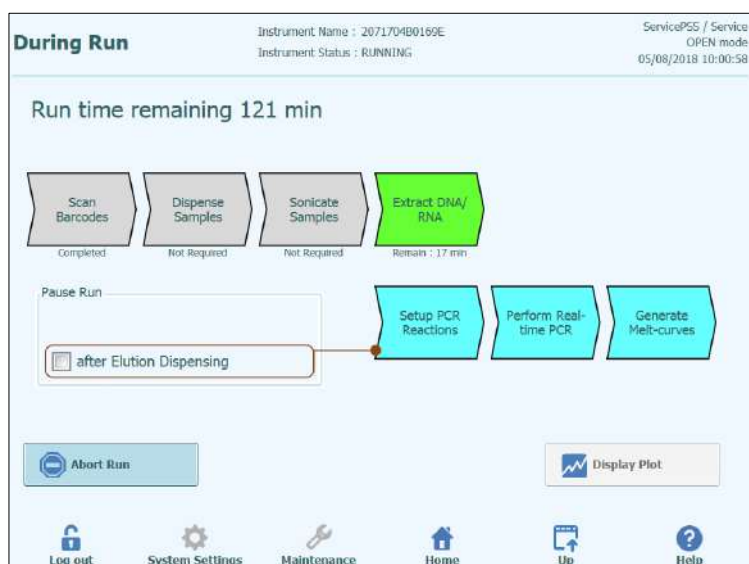 During Run
Instrument Name : 2071704B0169E
Instrument Status : RUNNING
ServicePSS / Service
OPEN mode
05/08/2018 10:00:58
Run time remaining 121 min
Scan
Barcodes
Completed
Dispense
Samples
Not Required
Sonicate
Samples
Not Required
Extract DNA/
RNA
Remain : 17 min
Pause Run
after Elution Dispensing
Setup PCR
Reactions
Perform Real-
time PCR
Generate
Melt-curves
Abort Run
Display Plot
Log out
System Settings
Maintenance
Home
Up
Help